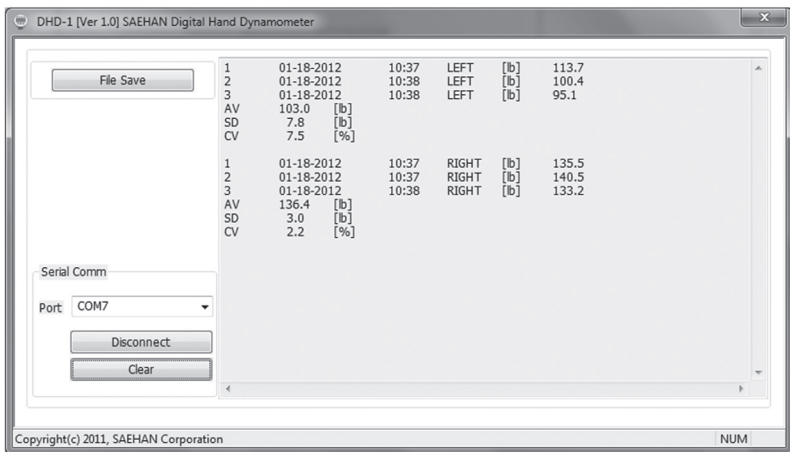 DHD-1 [Ver 1.0] SAEHAN Digital Hand Dynamometer
File Save
1 01-18-2012 10:37 LEFT [lb] 113.7
2 01-18-2012 10:38 LEFT [lb] 100.4
3 01-18-2012 10:38 LEFT [lb] 95.1
AV 103.0 [lb]
SD 7.8 [lb]
CV 7.5 [%]
1 01-18-2012 10:37 RIGHT [lb] 135.5
2 01-18-2012 10:37 RIGHT [lb] 140.5
3 01-18-2012 10:38 RIGHT [lb] 133.2
AV 136.4 [lb]
SD 3.0 [lb]
CV 2.2 [%]
Serial Comm
Port COM7
Disconnect
Clear
Copyright(c) 2011, SAEHAN Corporation NUM